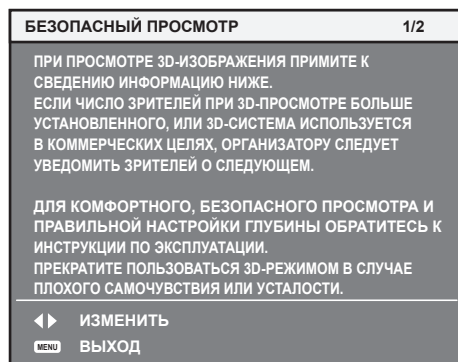 БЕЗОПАСНЫЙ ПРОСМОТР 1/2
ПРИ ПРОСМОТРЕ 3D-ИЗОБРАЖЕНИЯ ПРИМИТЕ К
СВЕДЕНИЮ ИНФОРМАЦИЮ НИЖЕ.
ЕСЛИ ЧИСЛО ЗРИТЕЛЕЙ ПРИ 3D-ПРОСМОТРЕ БОЛЬШЕ
УСТАНОВЛЕННОГО, ИЛИ 3D-СИСТЕМА ИСПОЛЬЗУЕТСЯ
В КОММЕРЧЕСКИХ ЦЕЛЯХ, ОРГАНИЗАТОРУ СЛЕДУЕТ
УВЕДОМИТЬ ЗРИТЕЛЕЙ О СЛЕДУЮЩЕМ.
ДЛЯ КОМФОРТНОГО, БЕЗОПАСНОГО ПРОСМОТРА И
ПРАВИЛЬНОЙ НАСТРОЙКИ ГЛУБИНЫ ОБРАТИТЕСЬ К
ИНСТРУКЦИИ ПО ЭКСПЛУАТАЦИИ.
ПРЕКРАТИТЕ ПОЛЬЗОВАТЬСЯ 3D-РЕЖИМОМ В СЛУЧАЕ
ПЛОХОГО САМОЧУВСТВИЯ ИЛИ УСТАЛОСТИ.
ИЗМЕНИТЬ
MENU ВЫХОД